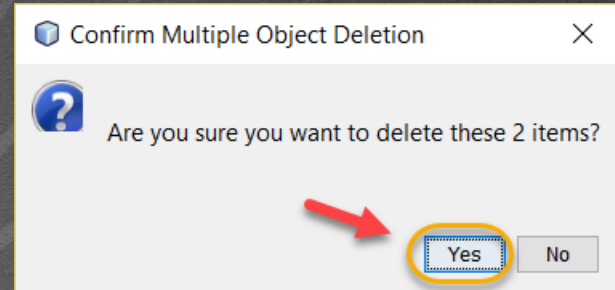 Confirm Multiple Object Deletion
Are you sure you want to delete these 2 items?
Yes No